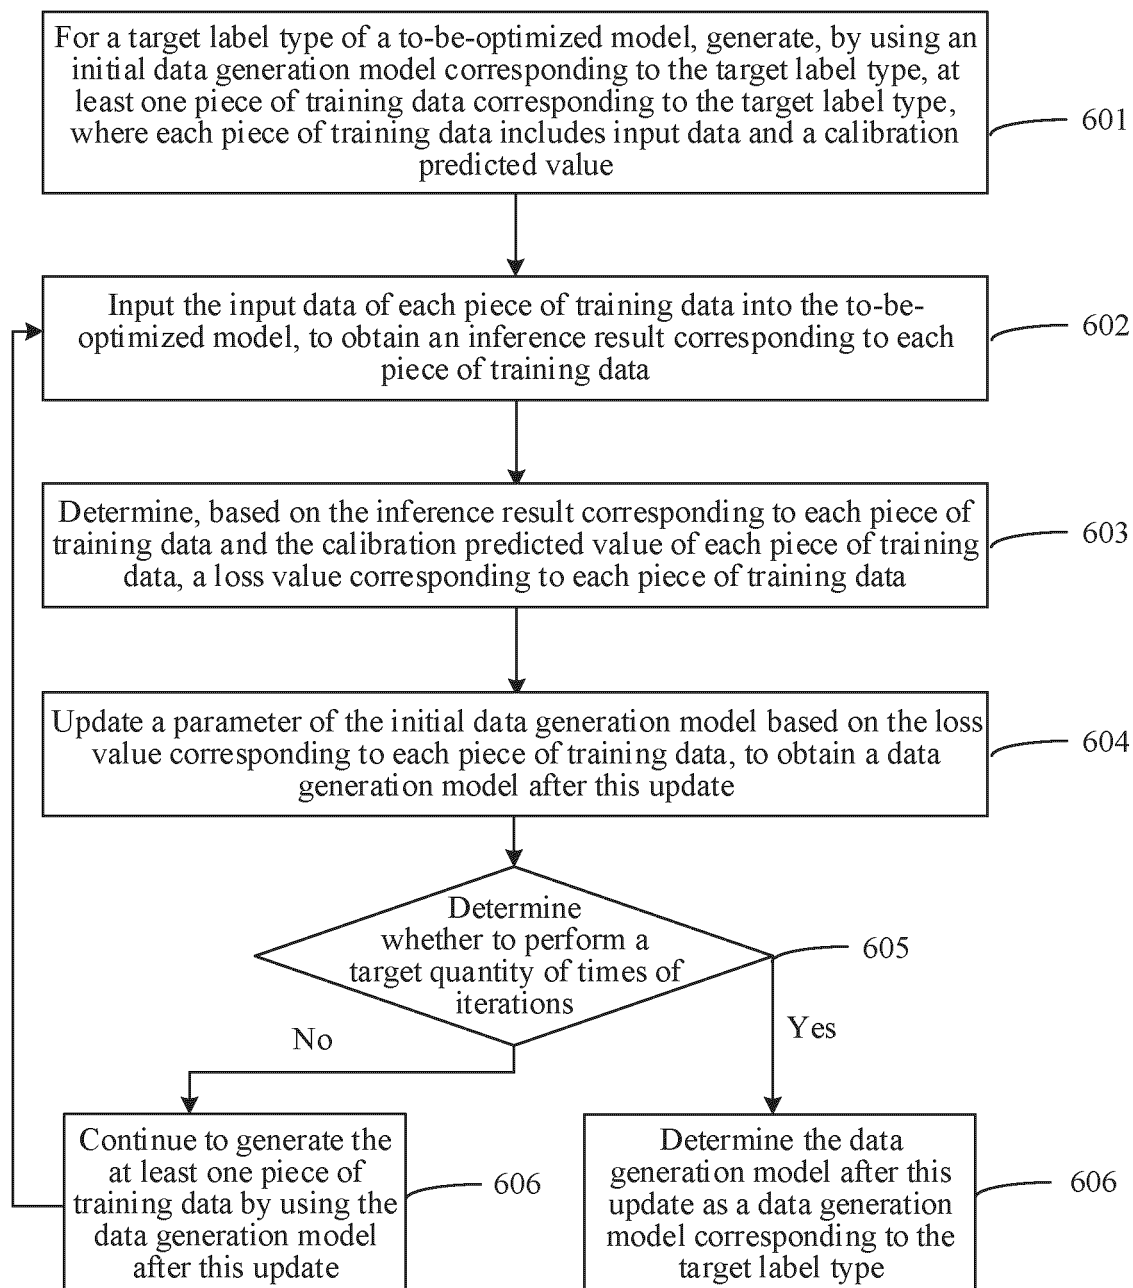 For a target label type of a to-be-optimized model, generate, by using an
initial data generation model corresponding to the target label type, at
least one piece of training data corresponding to the target label type,
where each piece of training data includes input data and a calibration
predicted value
601
Input the input data of each piece of training data into the to-be-
optimized model, to obtain an inference result corresponding to each
piece of training data
602
Determine, based on the inference result corresponding to each piece of
training data and the calibration predicted value of each piece of training
data, a loss value corresponding to each piece of training data
603
Update a parameter of the initial data generation model based on the loss
value corresponding to each piece of training data, to obtain a data
generation model after this update
604
Determine
whether to perform a
target quantity of times of
iterations
605
No
Yes
Continue to generate the
at least one piece of
training data by using the
data generation model
after this update
606
Determine the data
generation model after this
update as a data generation
model corresponding to the
target label type
606